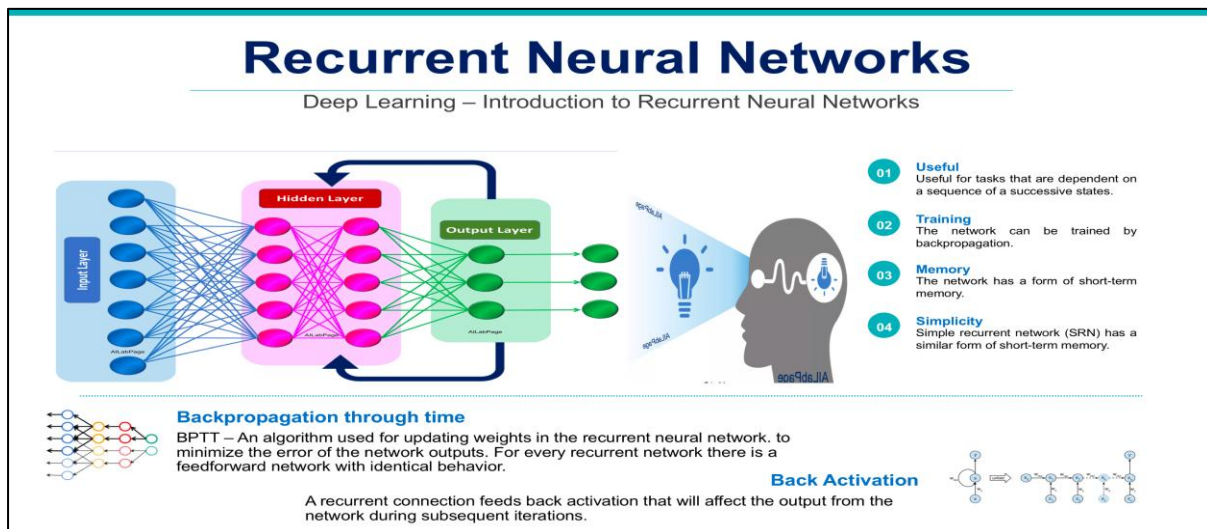 Recurrent Neural Networks
Deep Learning – Introduction to Recurrent Neural Networks
Input Layer
AILabPage
Hidden Layer
AILabPage
Output Layer
AILabPage
AILabPage
AILabPage
AILabPage
01
Useful
Useful for tasks that are dependent on
a sequence of a successive states.
02
Training
The network can be trained by
backpropagation.
03
Memory
The network has a form of short-term
memory.
04
Simplicity
Simple recurrent network (SRN) has a
similar form of short-term memory.
Backpropagation through time
BPTT – An algorithm used for updating weights in the recurrent neural network. to
minimize the error of the network outputs. For every recurrent network there is a
feedforward network with identical behavior.
Back Activation
A recurrent connection feeds back activation that will affect the output from the
network during subsequent iterations.